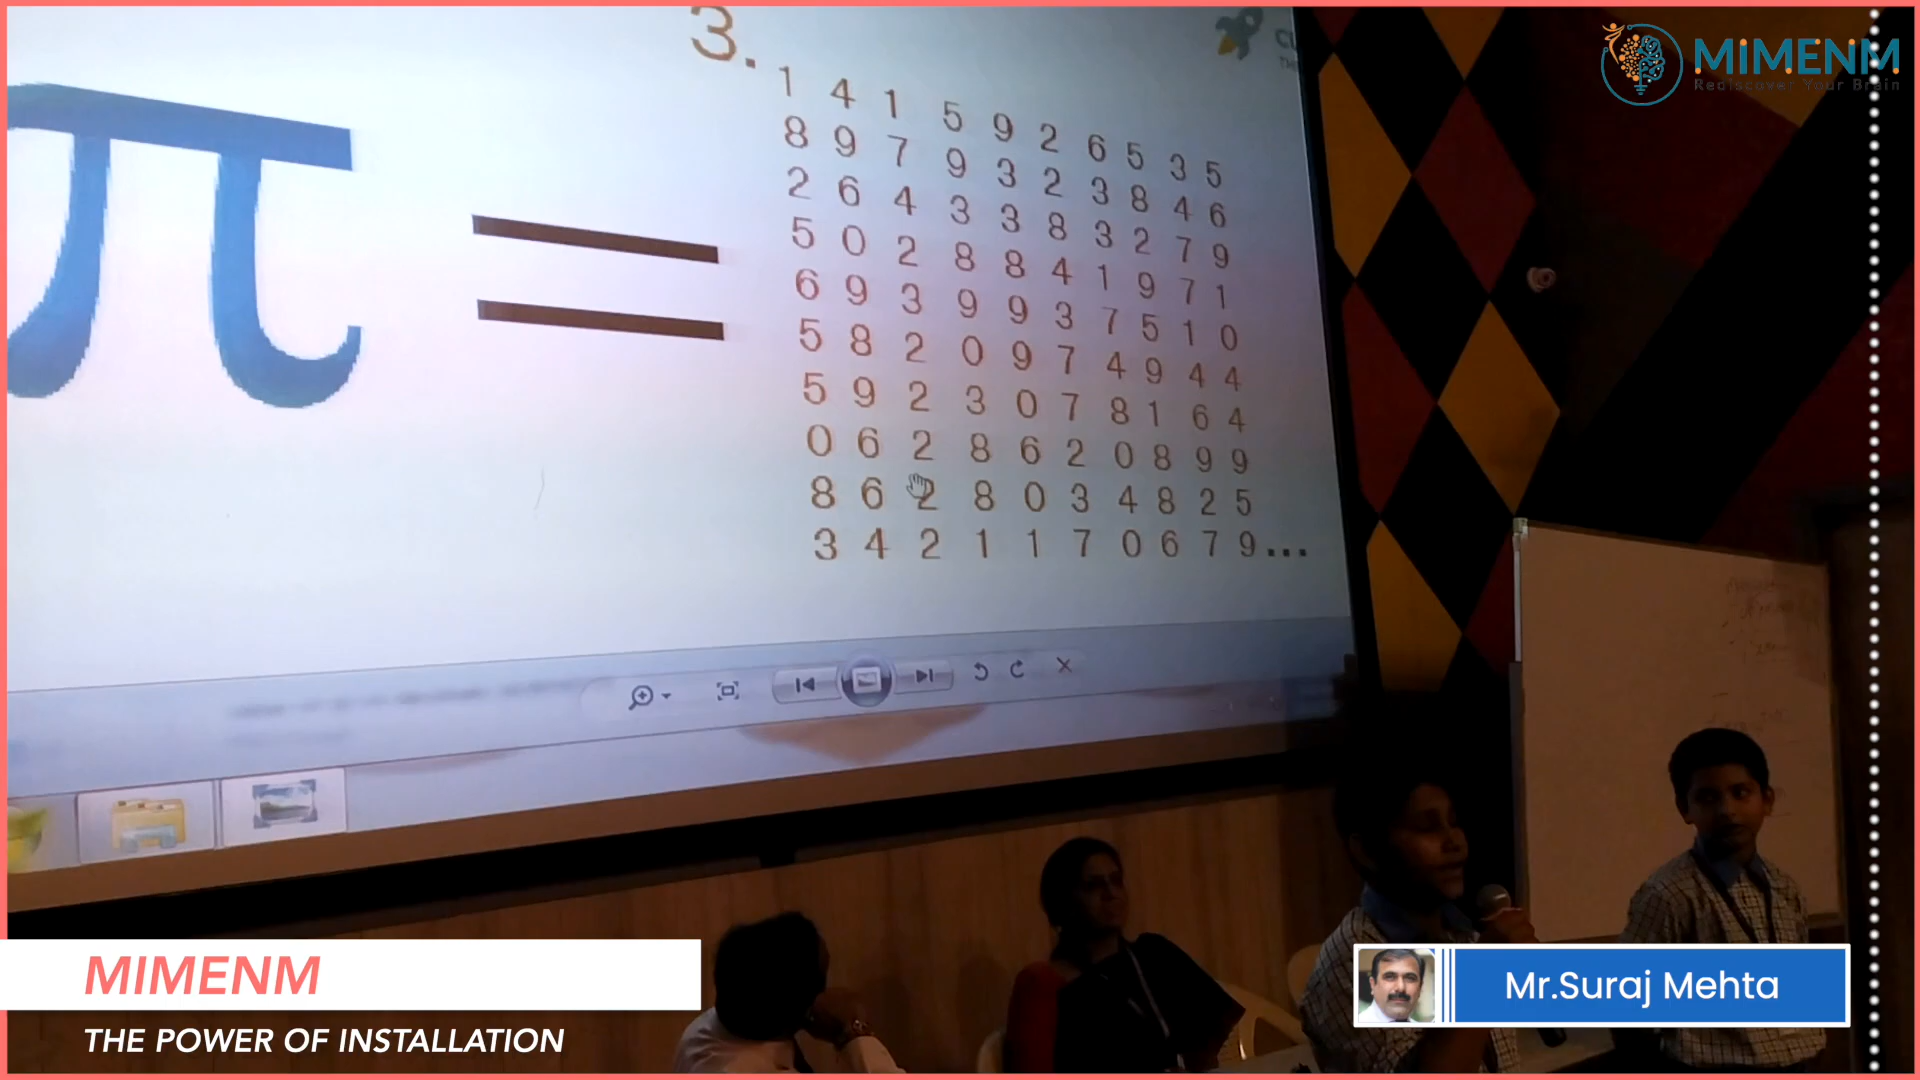 3.
π =
1 4 1 5 9 2 6 5 3 5
8 9 7 9 3 2 3 8 4 6
2 6 4 3 3 8 3 2 7 9
5 0 2 8 8 4 1 9 7 1
6 9 3 9 9 3 7 5 1 0
5 8 2 0 9 7 4 9 4 4
5 9 2 3 0 7 8 1 6 4
0 6 2 8 6 2 0 8 9 9
8 6 2 8 0 3 4 8 2 5
3 4 2 1 1 7 0 6 7 9...
MiMENM
Rediscover Your Brain
MIMENM
THE POWER OF INSTALLATION
Mr.Suraj Mehta